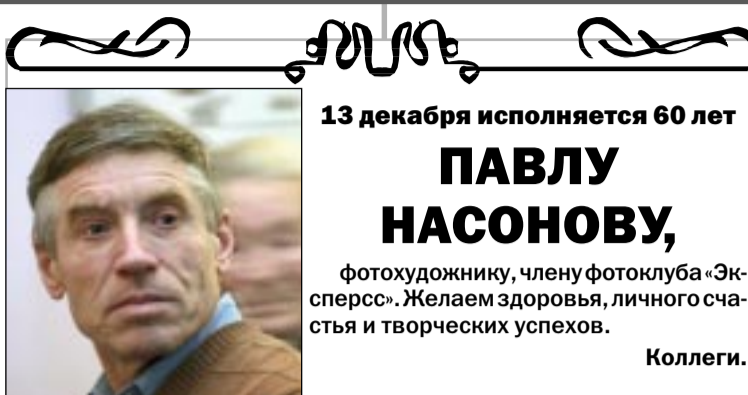 13 декабря исполняется 60 лет
ПАВЛУ
НАСОНОВУ,
фотохудожнику, члену фотоклуба «Эк-
сперсс». Желаем здоровья, личного сча-
стья и творческих успехов.
Коллеги.